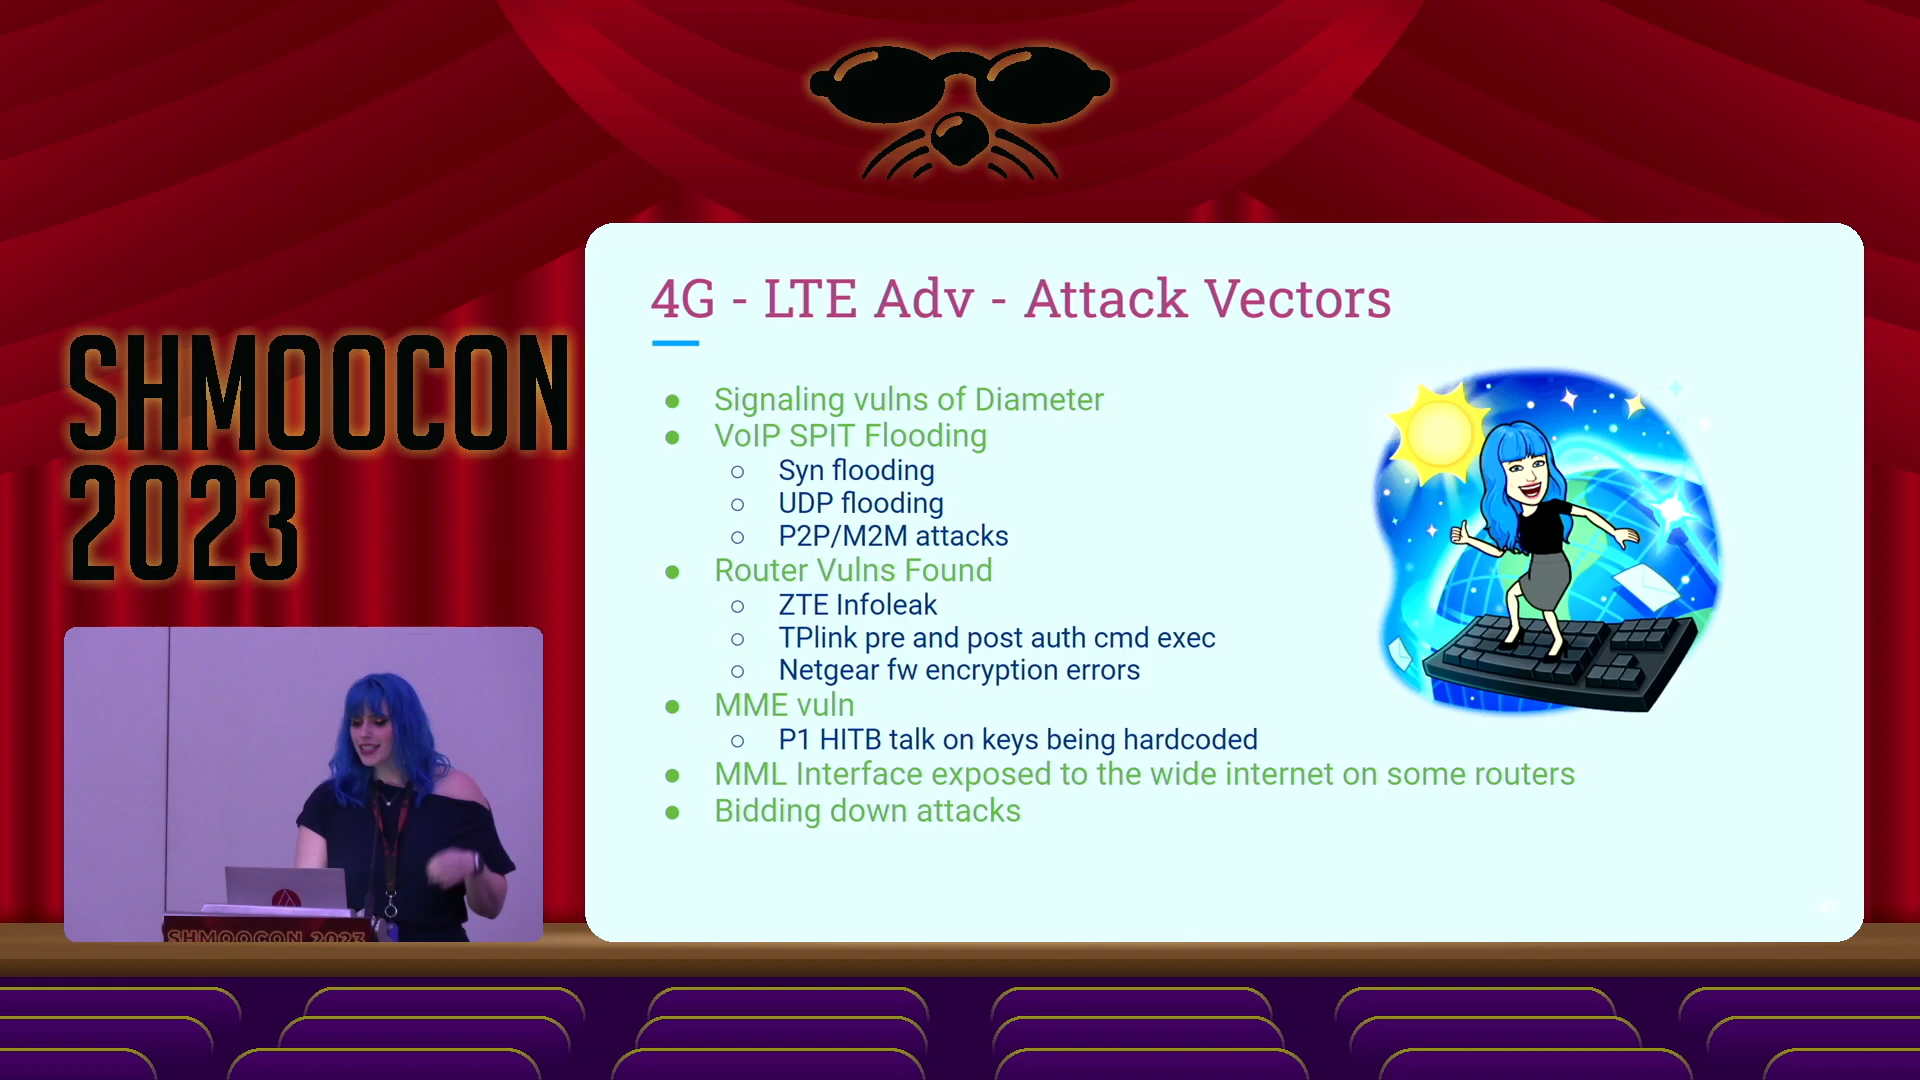 SHMOOCON
2023
4G - LTE Adv - Attack Vectors
● Signaling vulns of Diameter
● VoIP SPIT Flooding
○ Syn flooding
○ UDP flooding
○ P2P/M2M attacks
● Router Vulns Found
○ ZTE Infoleak
○ TPlink pre and post auth cmd exec
○ Netgear fw encryption errors
● MME vuln
○ P1 HITB talk on keys being hardcoded
● MML Interface exposed to the wide internet on some routers
● Bidding down attacks
SHMOOCON 2023